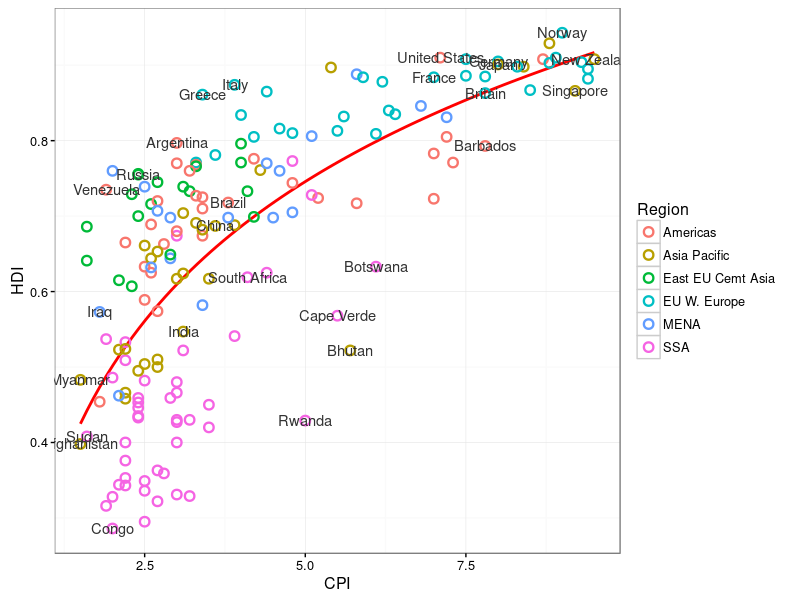 Norway
United States
Germany
Japan
New Zeala
France
Italy
Greece
Britain
Singapore
Argentina
Barbados
Russia
Venezuela
Brazil
China
South Africa
Botswana
Iraq
Cape Verde
India
Bhutan
Myanmar
Rwanda
Sudan
ghanistan
Congo
0.8
0.6
0.4
HDI
2.5
5.0
7.5
CPI
Region
Americas
Asia Pacific
East EU Cemt Asia
EU W. Europe
MENA
SSA